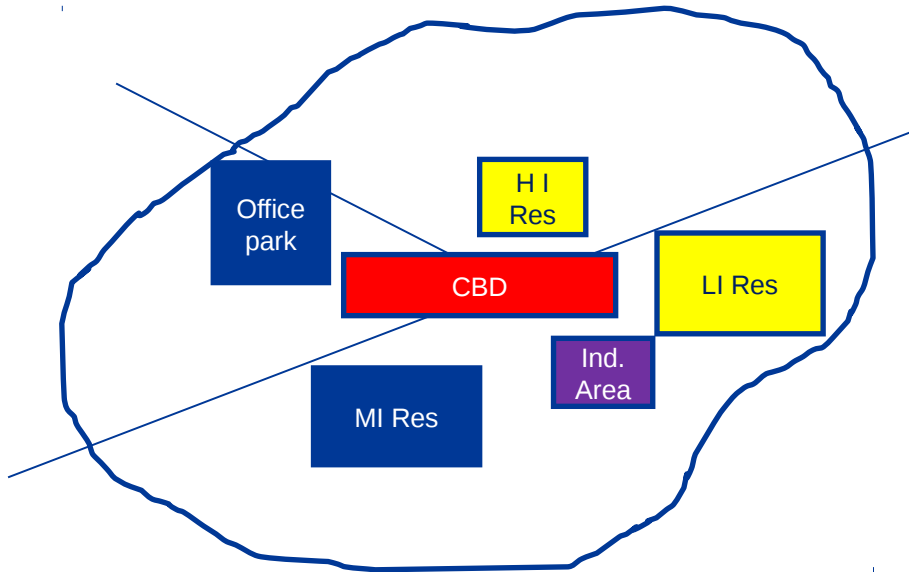 H I
Res
Office
park
CBD
LI Res
Ind.
Area
MI Res